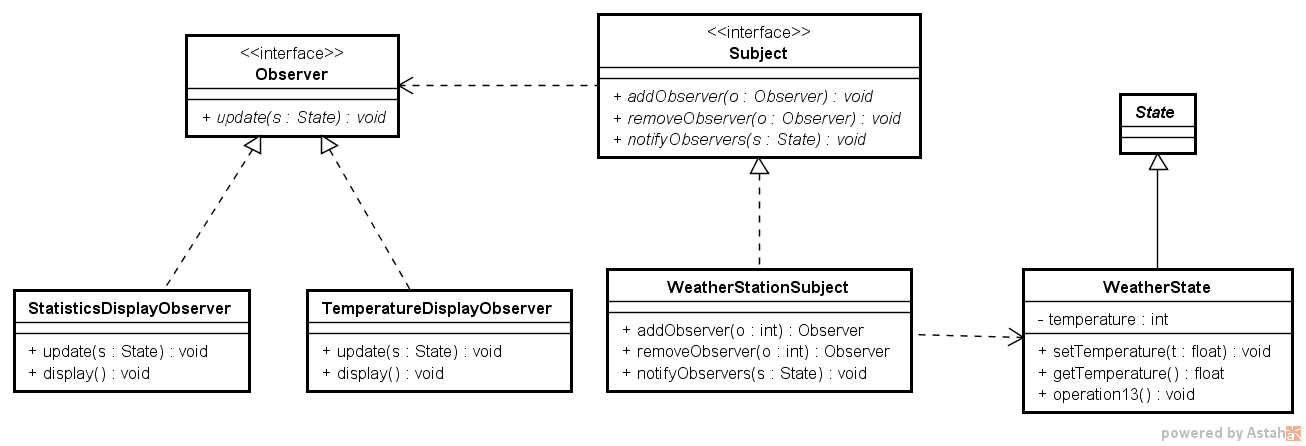 <<interface>>
Observer
+ update(s : State) : void
<<interface>>
Subject
+ addObserver(o : Observer) : void
+ removeObserver(o : Observer) : void
+ notifyObservers(s : State) : void
State
StatisticsDisplayObserver
+ update(s : State) : void
+ display() : void
TemperatureDisplayObserver
+ update(s : State) : void
+ display() : void
WeatherStationSubject
+ addObserver(o : int) : Observer
+ removeObserver(o : int) : Observer
+ notifyObservers(s : State) : void
WeatherState
- temperature : int
+ setTemperature(t : float) : void
+ getTemperature() : float
+ operation13() : void
powered by Astah